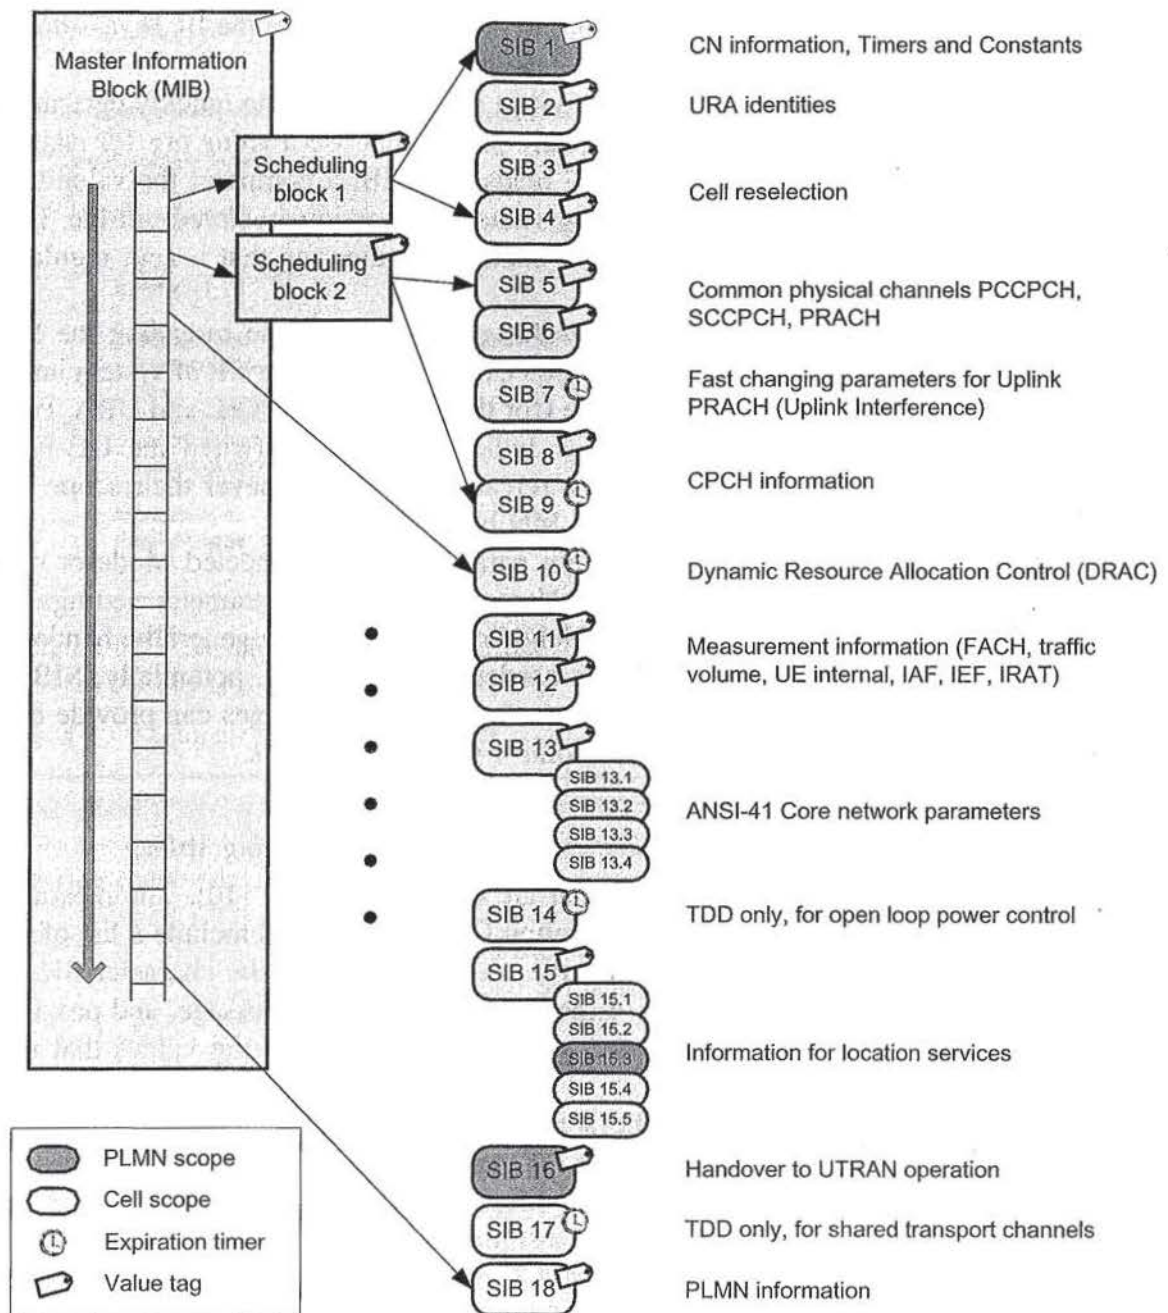 Master Information
Block (MIB)
Scheduling
block 1
Scheduling
block 2
SIB 1
CN information, Timers and Constants
SIB 2
URA identities
SIB 3
SIB 4
Cell reselection
SIB 5
SIB 6
Common physical channels PCCPCH,
SCCPCH, PRACH
SIB 7
Fast changing parameters for Uplink
PRACH (Uplink Interference)
SIB 8
SIB 9
CPCH information
SIB 10
Dynamic Resource Allocation Control (DRAC)
SIB 11
SIB 12
Measurement information (FACH, traffic
volume, UE internal, IAF, IEF, IRAT)
SIB 13
SIB 13.1
SIB 13.2
SIB 13.3
SIB 13.4
ANSI-41 Core network parameters
SIB 14
TDD only, for open loop power control
SIB 15
SIB 15.1
SIB 15.2
SIB 15.3
SIB 15.4
SIB 15.5
Information for location services
SIB 16
Handover to UTRAN operation
SIB 17
TDD only, for shared transport channels
SIB 18
PLMN information
PLMN scope
Cell scope
Expiration timer
Value tag